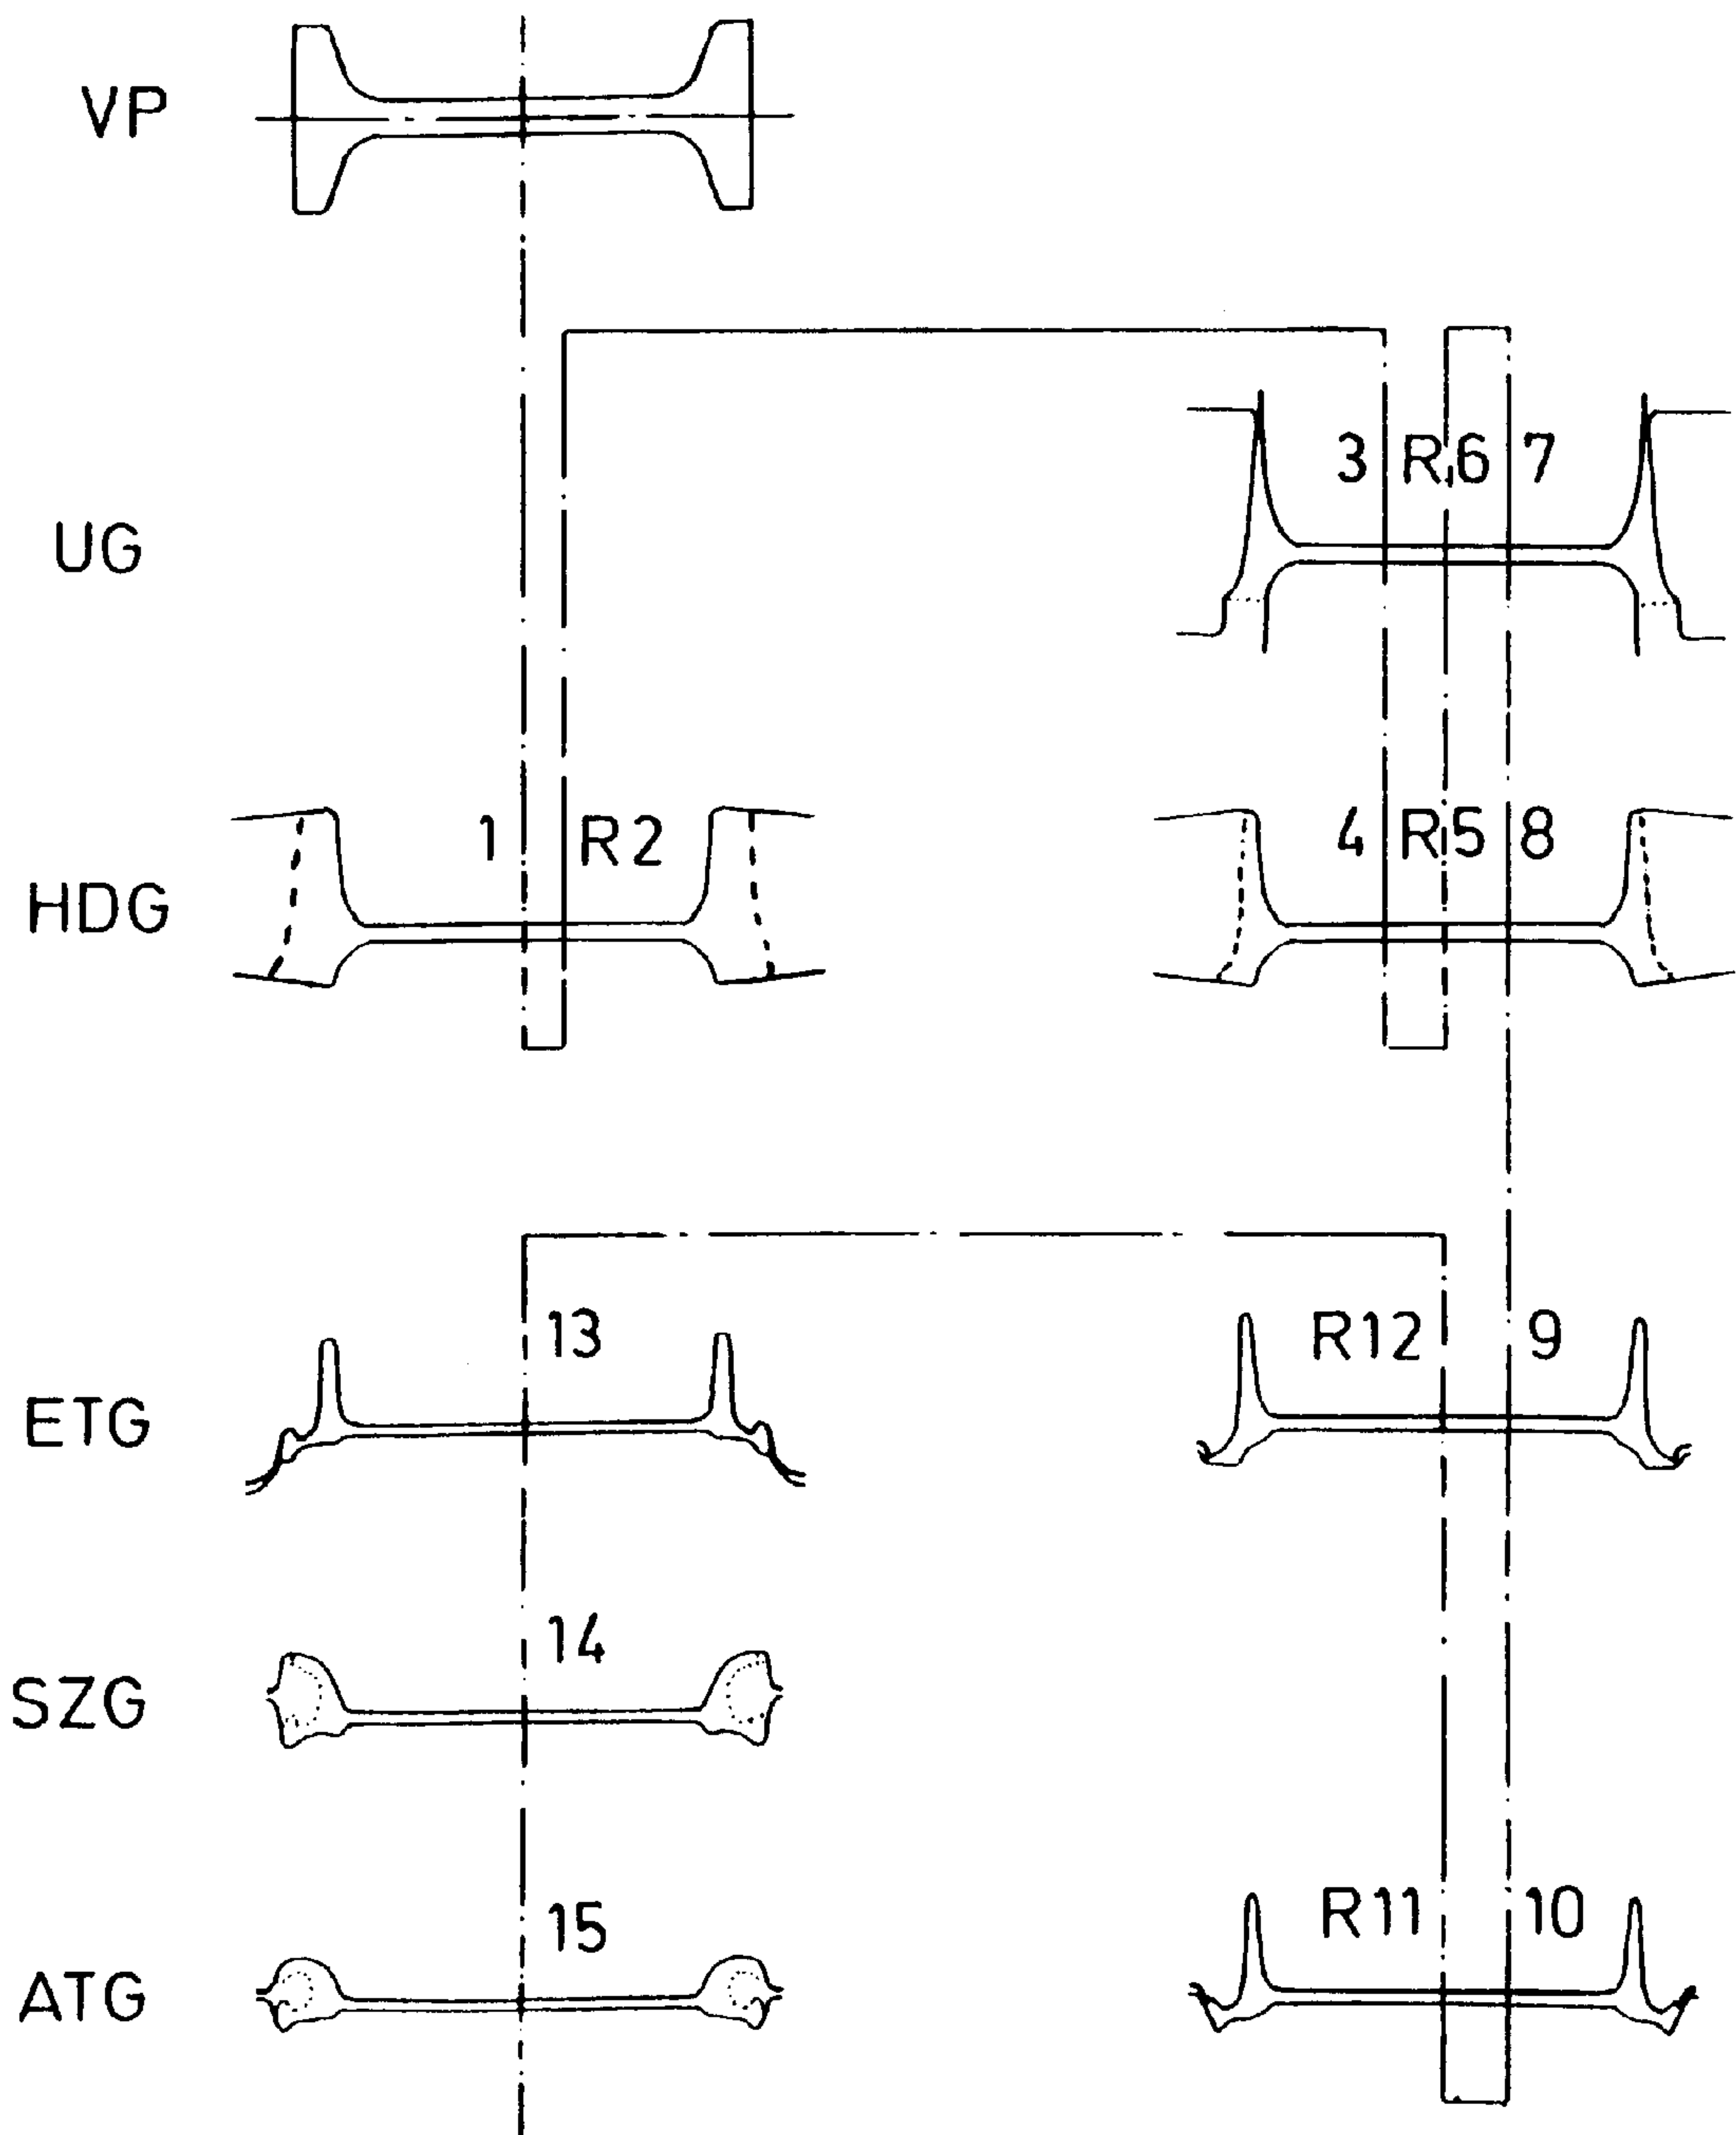 VP
UG 3 R6 7
HDG 1 R2 4 R5 8
ETG 13 R12 9
SZG 14
ATG 15 R11 10